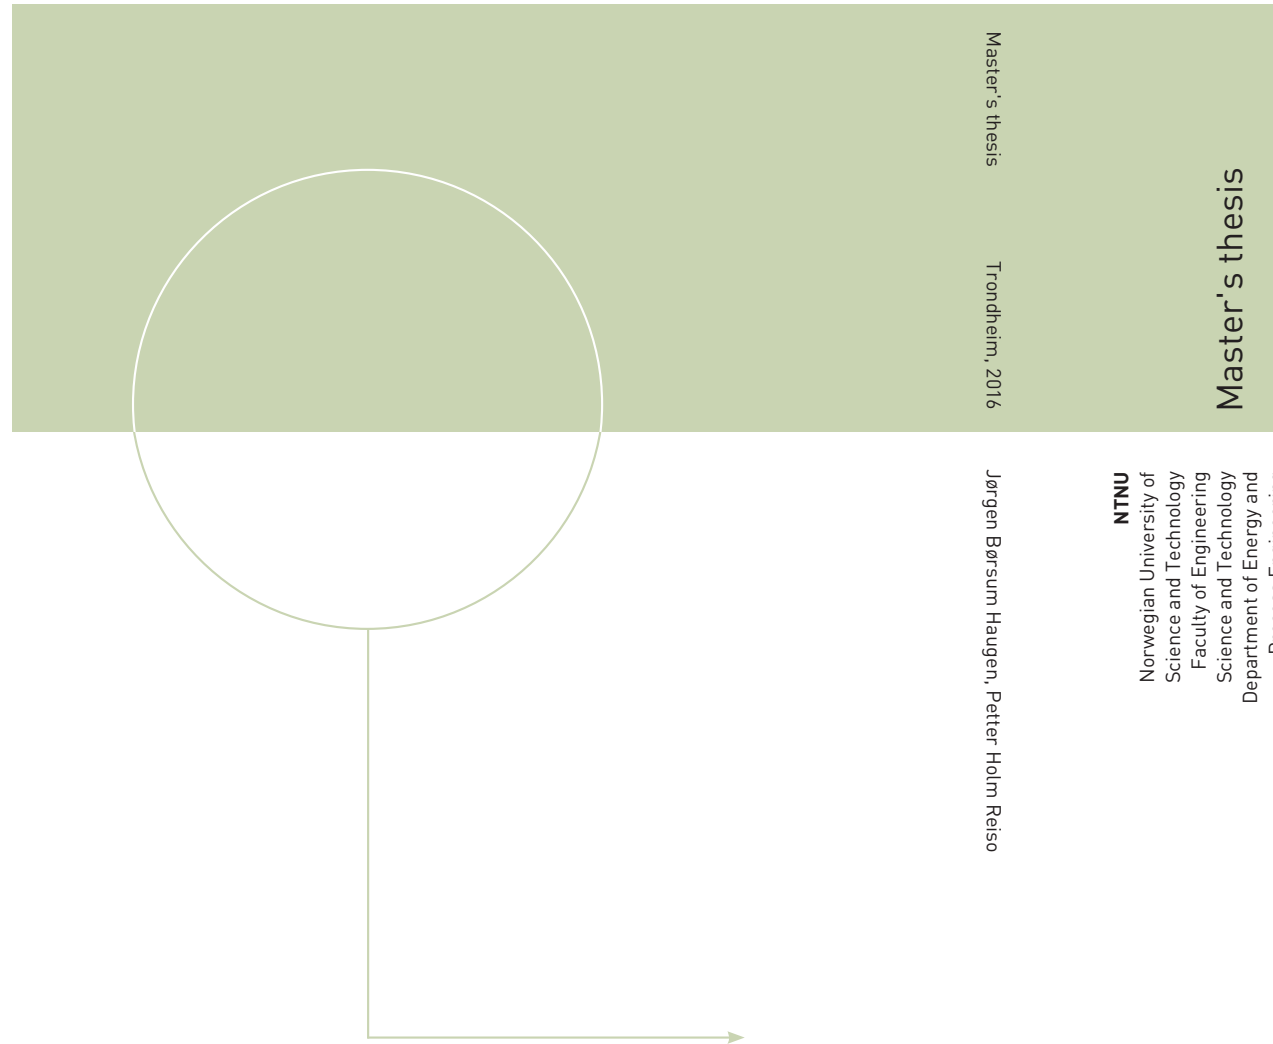 Master's thesis
Trondheim, 2016
Jørgen Børsum Haugen, Petter Holm Reiso
NTNU
Norwegian University of
Science and Technology
Faculty of Engineering
Science and Technology
Department of Energy and
Master's thesis